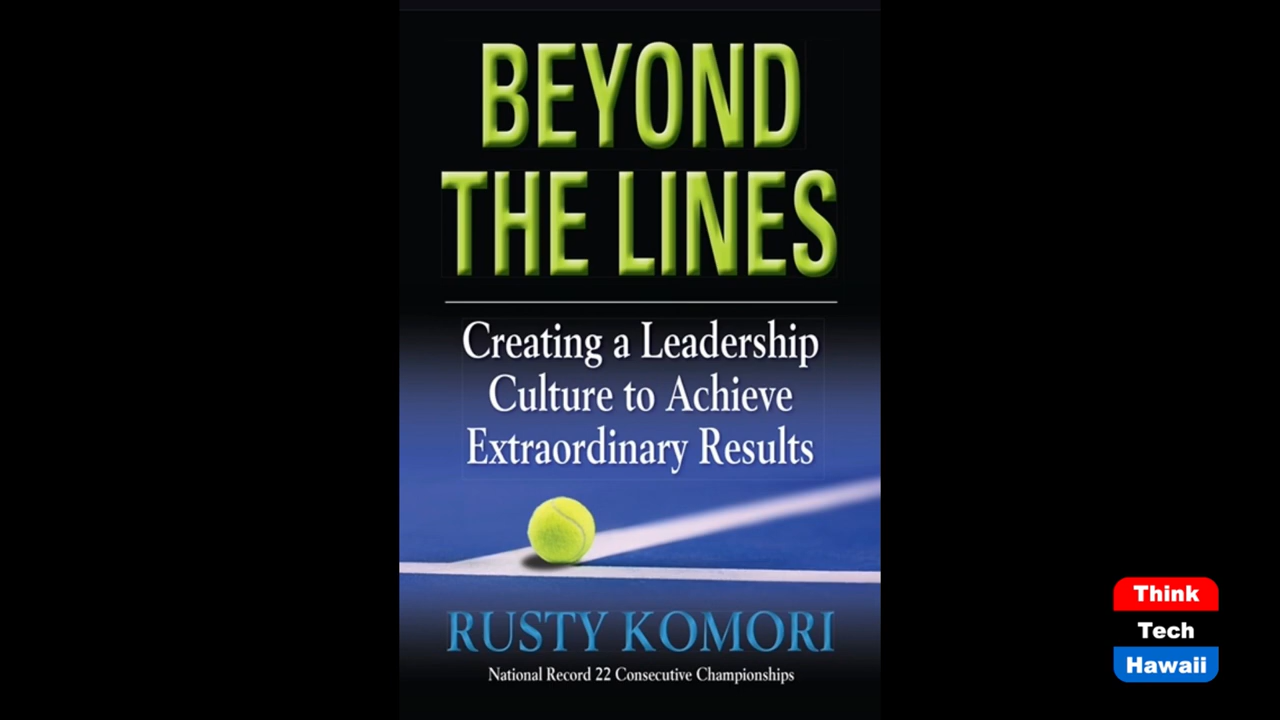 BEYOND
THE LINES
Creating a Leadership
Culture to Achieve
Extraordinary Results
RUSTY KOMORI
National Record 22 Consecutive Championships
Think
Tech
Hawaii